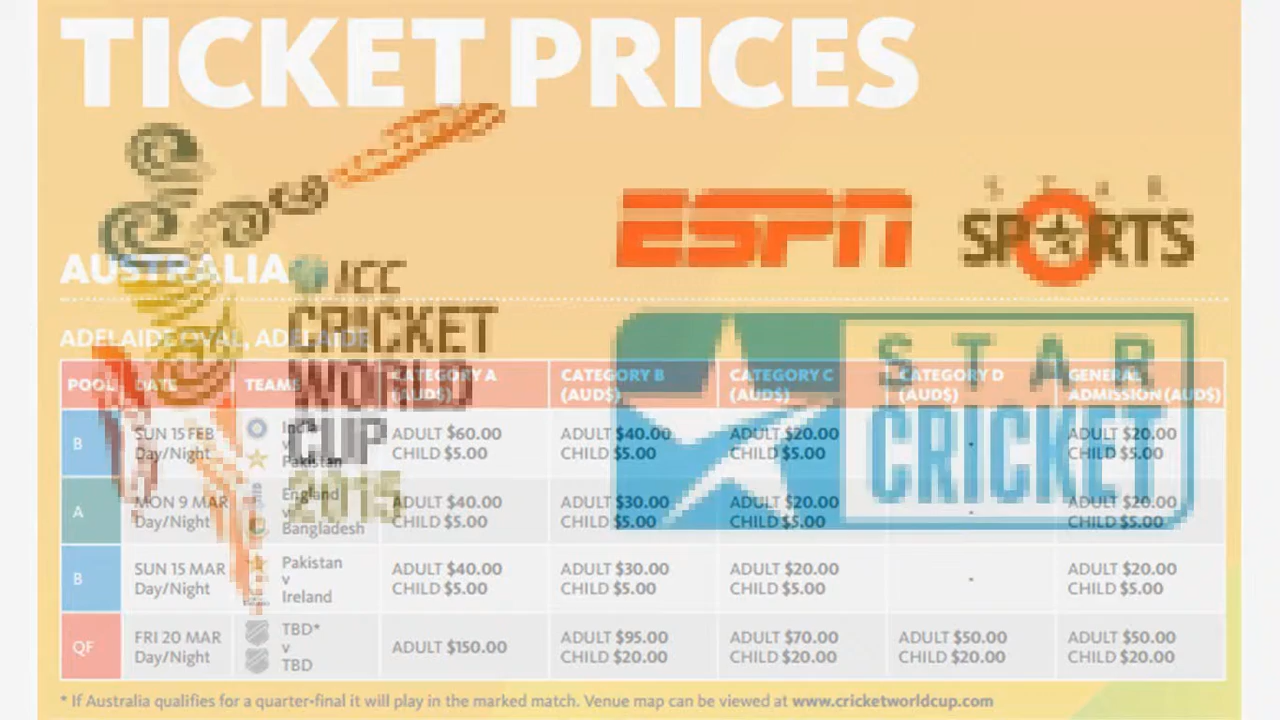 TICKET PRICES
STAR
ESPN SPORTS
AUSTRALIA
ICC
CRICKET
WORLD
CUP
2015
STAR
CRICKET
ADELAIDE OVAL, ADELAIDE
POOL DATE TEAMS CATEGORY A (AUD$) CATEGORY B (AUD$) CATEGORY C (AUD$) CATEGORY D (AUD$) GENERAL ADMISSION (AUD$)
B SUN 15 FEB Day/Night India v Pakistan ADULT $60.00 CHILD $5.00 ADULT $40.00 CHILD $5.00 ADULT $20.00 CHILD $5.00 - ADULT $20.00 CHILD $5.00
A MON 9 MAR Day/Night England v Bangladesh ADULT $40.00 CHILD $5.00 ADULT $30.00 CHILD $5.00 ADULT $20.00 CHILD $5.00 - ADULT $20.00 CHILD $5.00
B SUN 15 MAR Day/Night Pakistan v Ireland ADULT $40.00 CHILD $5.00 ADULT $30.00 CHILD $5.00 ADULT $20.00 CHILD $5.00 - ADULT $20.00 CHILD $5.00
QF FRI 20 MAR Day/Night TBD* v TBD ADULT $150.00 ADULT $95.00 CHILD $20.00 ADULT $70.00 CHILD $20.00 ADULT $50.00 CHILD $20.00 ADULT $50.00 CHILD $20.00
* If Australia qualifies for a quarter-final it will play in the marked match. Venue map can be viewed at www.cricketworldcup.com